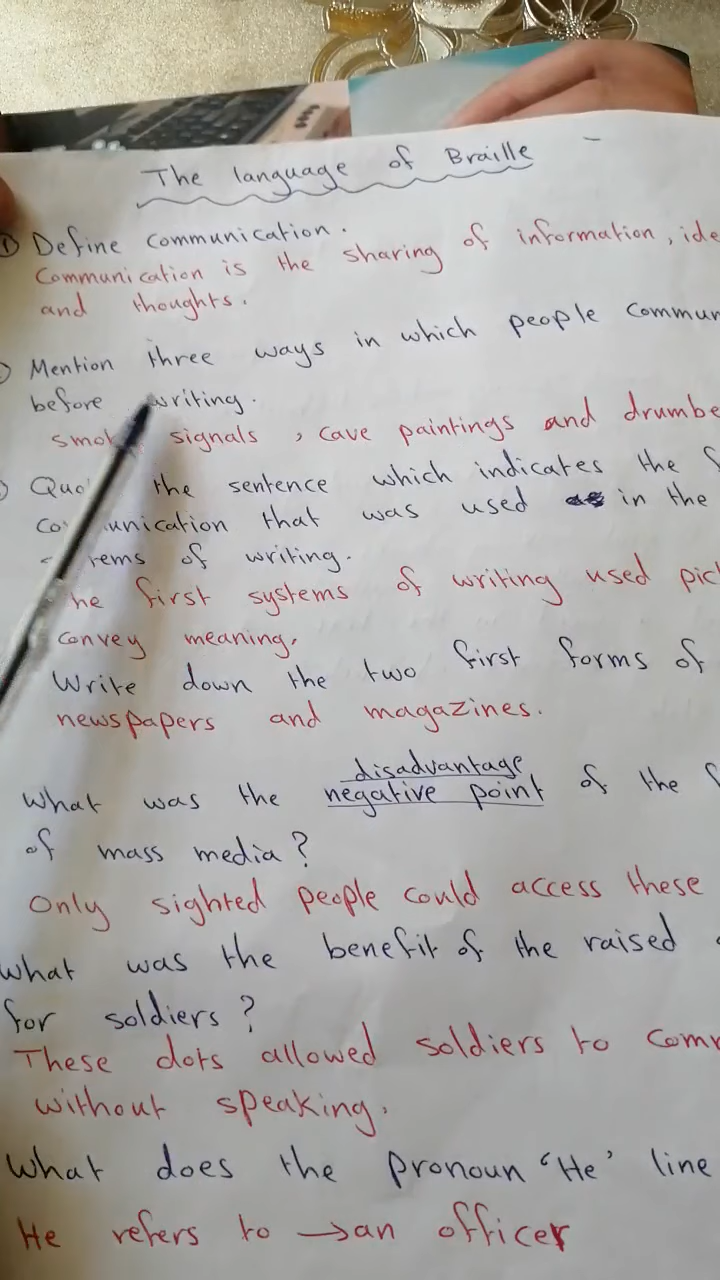 The language of Braille
① Define communication.
Communication is the sharing of information, ide
and thoughts.
Mention three ways in which people commun
before writing.
signals, cave paintings and drumbe
the sentence which indicates the
unication that was used in the
of writing.
he first systems of writing used pic
convey meaning.
Write down the two first forms of
newspapers and magazines.
disadvantage
What was the negative point of the
of mass media?
Only sighted people could access these
What was the benefit of the raised
for soldiers?
These dots allowed soldiers to comm
without speaking.
What does the pronoun 'He' line
He refers to → an officer